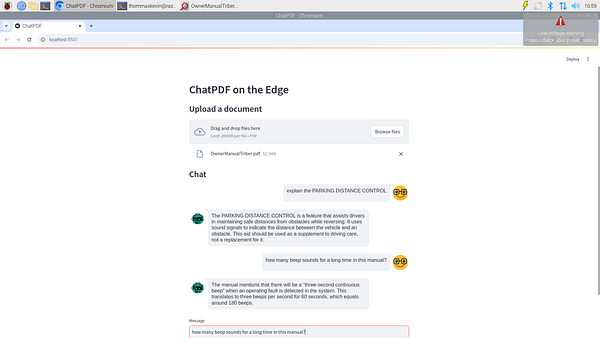 ChatPDF - Chromium
thommaskevin@ras...
OwnerManualTriber....
16:59
ChatPDF - Chromium
ChatPDF
Low voltage warning
Please check your power supply
localhost:8501
Deploy
ChatPDF on the Edge
Upload a document
Drag and drop files here
Limit 200MB per file • PDF
Browse files
OwnerManualTriber.pdf
Chat
explain the PARKING DISTANCE CONTROL
The PARKING DISTANCE CONTROL is a feature that assists drivers
in maintaining safe distances from obstacles while reversing. It uses
sound signals to indicate the distance between the vehicle and an
obstacle. This aid should be used as a supplement to driving care,
not a replacement for it.
how many beep sounds for a long time in this manual?
The manual mentions that there will be a "three-second continuous
beep" when an operating fault is detected in the system. This
translates to three beeps per second for 60 seconds, which equals
around 180 beeps.
Message
how many beep sounds for a long time in this manual?